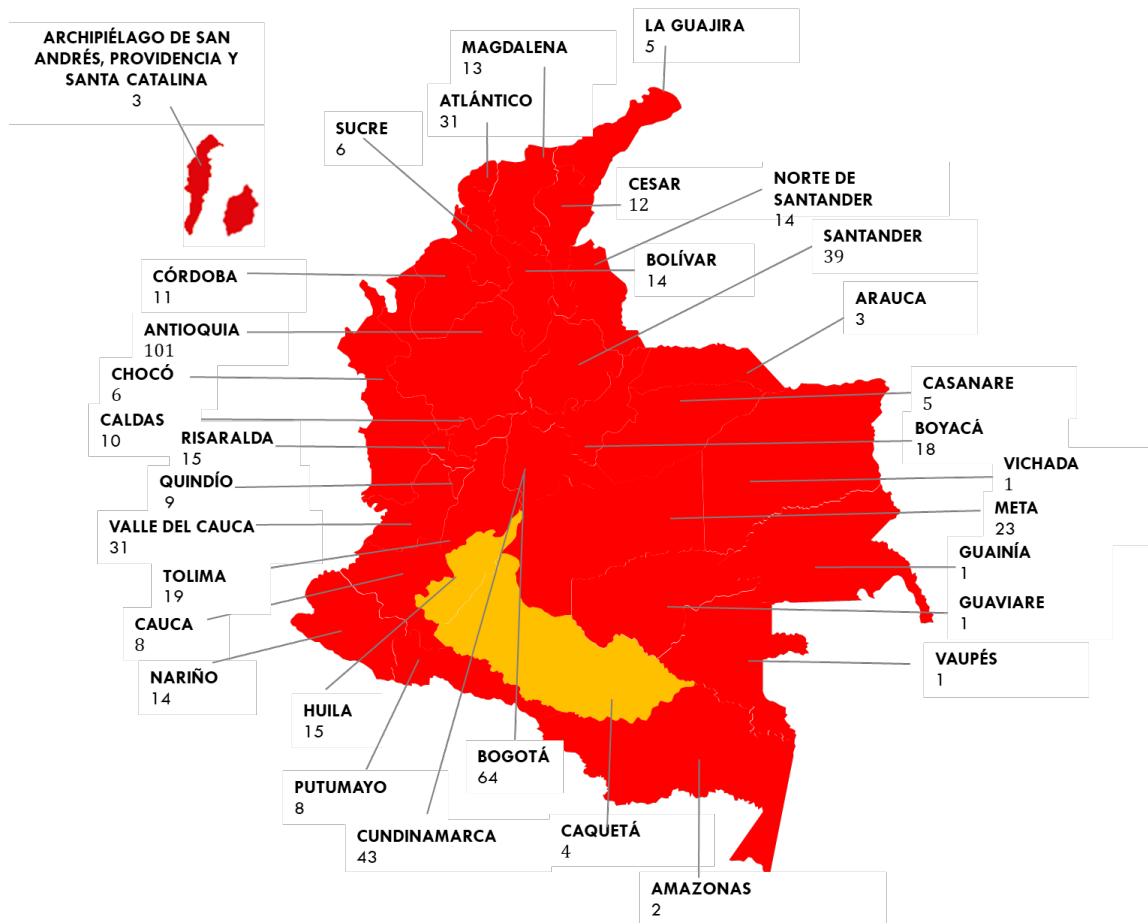 ARCHIPIÉLAGO DE SAN
ANDRÉS, PROVIDENCIA Y
SANTA CATALINA
3
LA GUAJIRA
5
MAGDALENA
13
ATLÁNTICO
31
SUCRE
6
CESAR
12
NORTE DE
SANTANDER
14
SANTANDER
39
BOLÍVAR
14
CÓRDOBA
11
ARAUCA
3
ANTIOQUIA
101
CHOCÓ
6
CASANARE
5
CALDAS
10
BOYACÁ
18
RISARALDA
15
VICHADA
1
QUINDÍO
9
META
23
VALLE DEL CAUCA
31
GUAINÍA
1
TOLIMA
19
GUAVIARE
1
CAUCA
8
VAUPÉS
1
NARIÑO
14
HUILA
15
BOGOTÁ
64
PUTUMAYO
8
CUNDINAMARCA
43
CAQUETÁ
4
AMAZONAS
2